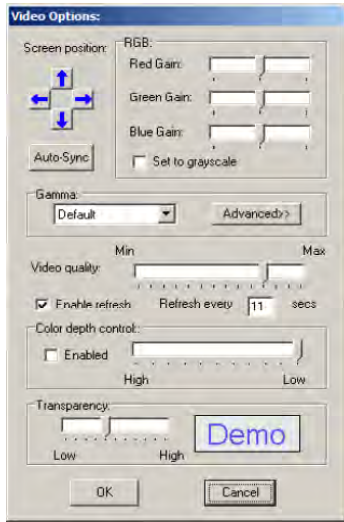 Video Options:
Screen position:
RGB:
Red Gain:
Green Gain:
Blue Gain:
Auto-Sync
Set to grayscale
Gamma:
Default
Advanced>>
Min
Max
Video quality:
Enable refresh
Refresh every 11 secs
Color depth control:
Enabled
High
Low
Transparency:
Demo
Low
High
OK
Cancel